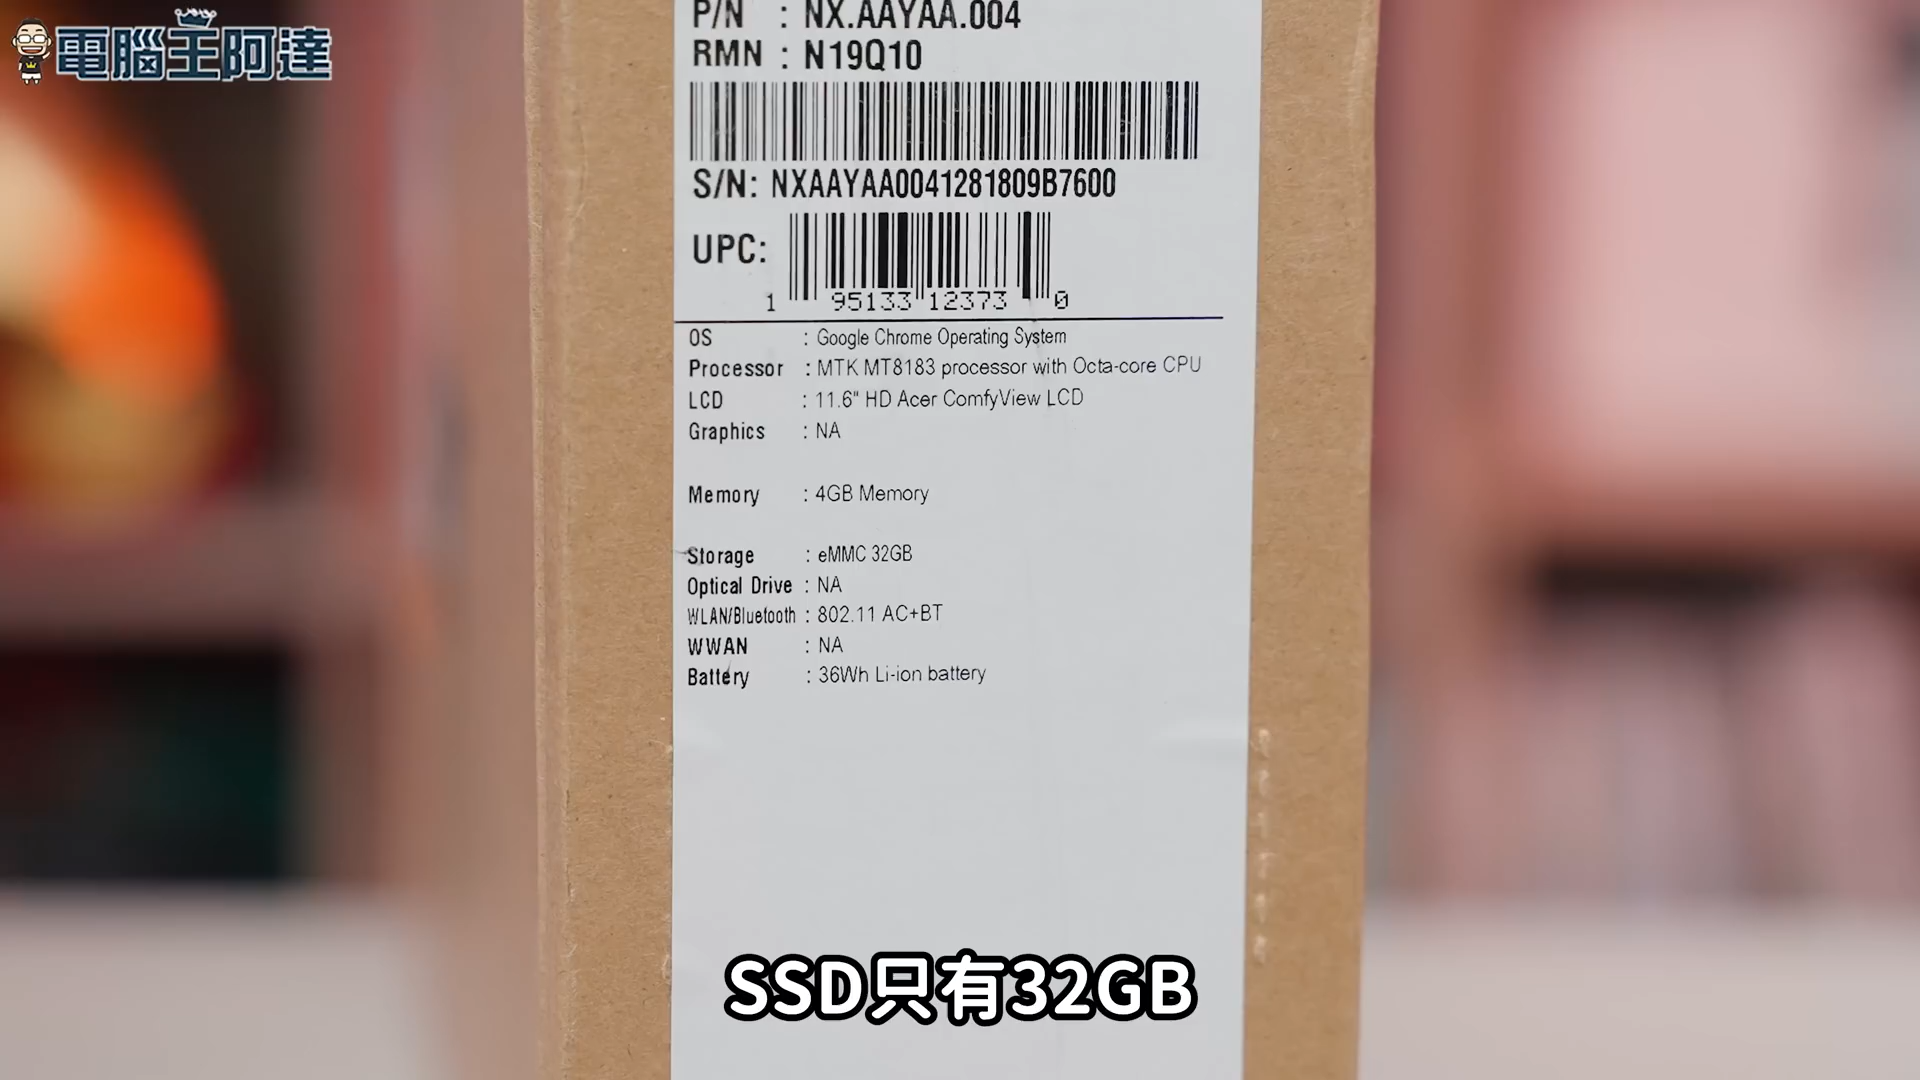 電腦王阿達
P/N : NX.AAYAA.004
RMN : N19Q10
S/N: NXAAYAA0041281809B7600
UPC:
1 95133 12373 0
OS : Google Chrome Operating System
Processor : MTK MT8183 processor with Octa-core CPU
LCD : 11.6" HD Acer ComfyView LCD
Graphics : NA
Memory : 4GB Memory
Storage : eMMC 32GB
Optical Drive : NA
WLAN/Bluetooth : 802.11 AC+BT
WWAN : NA
Battery : 36Wh Li-ion battery
SSD只有32GB